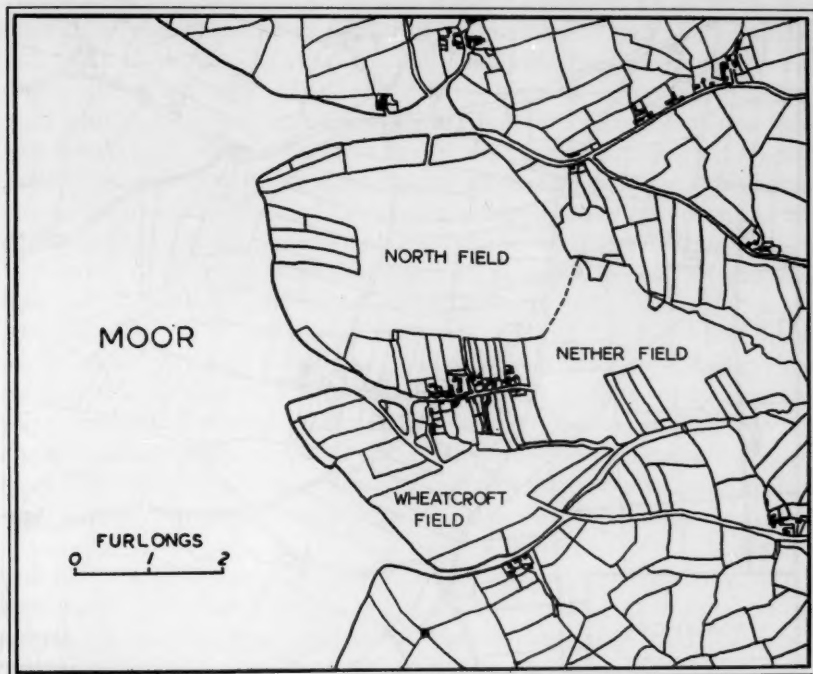 NORTH FIELD
MOOR
NETHER FIELD
WHEATCROFT
FIELD
FURLONGS
0 1 2